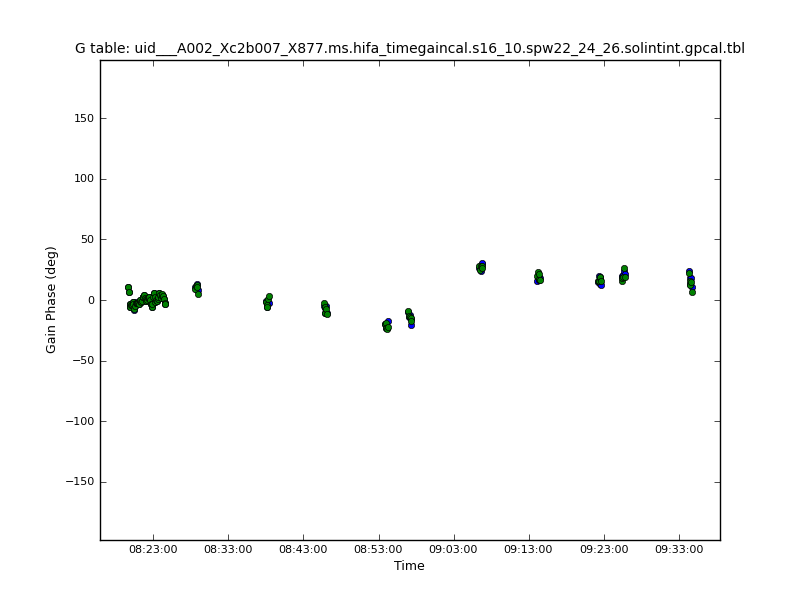 G table: uid___A002_Xc2b007_X877.ms.hifa_timegaincal.s16_10.spw22_24_26.solintint.gpcal.tbl
150
100
50
0
−50
−100
−150
Gain Phase (deg)
08:23:00 08:33:00 08:43:00 08:53:00 09:03:00 09:13:00 09:23:00 09:33:00
Time